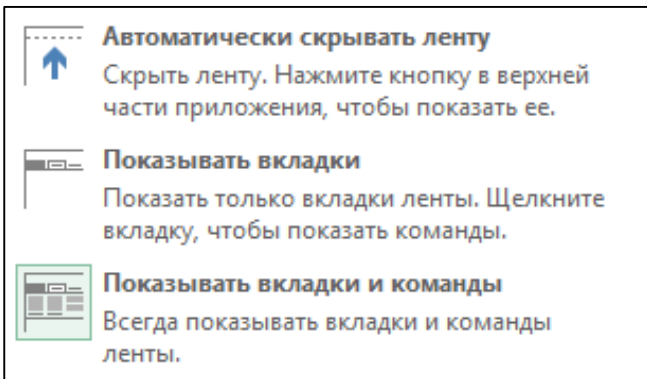 Автоматически скрывать ленту
Скрыть ленту. Нажмите кнопку в верхней
части приложения, чтобы показать ее.
Показывать вкладки
Показать только вкладки ленты. Щелкните
вкладку, чтобы показать команды.
Показывать вкладки и команды
Всегда показывать вкладки и команды
ленты.